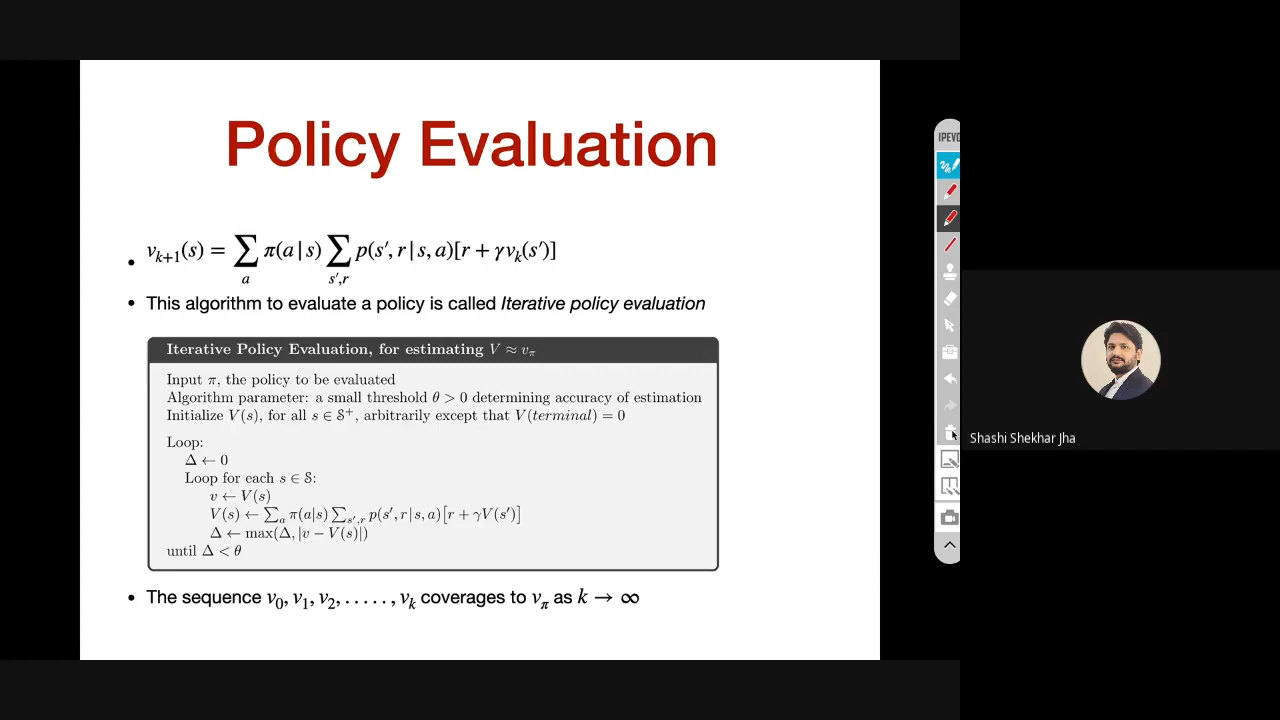 Policy Evaluation
• v_{k+1}(s) = ∑_a π(a|s) ∑_{s′,r} p(s′, r|s, a)[r + γv_k(s′)]
• This algorithm to evaluate a policy is called Iterative policy evaluation
Iterative Policy Evaluation, for estimating V ≈ v_π
Input π, the policy to be evaluated
Algorithm parameter: a small threshold θ > 0 determining accuracy of estimation
Initialize V(s), for all s ∈ S⁺, arbitrarily except that V(terminal) = 0
Loop:
Δ ← 0
Loop for each s ∈ S:
v ← V(s)
V(s) ← ∑_a π(a|s) ∑_{s′,r} p(s′, r|s, a)[r + γV(s′)]
Δ ← max(Δ, |v − V(s)|)
until Δ < θ
• The sequence v_0, v_1, v_2, ....., v_k coverages to v_π as k → ∞
IPEVO
Shashi Shekhar Jha